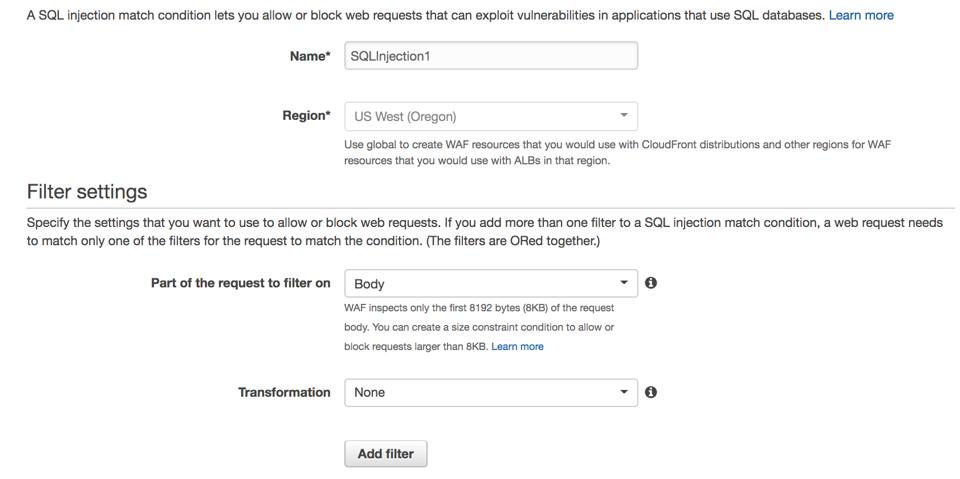 A SQL injection match condition lets you allow or block web requests that can exploit vulnerabilities in applications that use SQL databases. Learn more
Name* SQLInjection1
Region* US West (Oregon)
Use global to create WAF resources that you would use with CloudFront distributions and other regions for WAF
resources that you would use with ALBs in that region.
Filter settings
Specify the settings that you want to use to allow or block web requests. If you add more than one filter to a SQL injection match condition, a web request needs
to match only one of the filters for the request to match the condition. (The filters are ORed together.)
Part of the request to filter on Body
WAF inspects only the first 8192 bytes (8KB) of the request
body. You can create a size constraint condition to allow or
block requests larger than 8KB. Learn more
Transformation None
Add filter